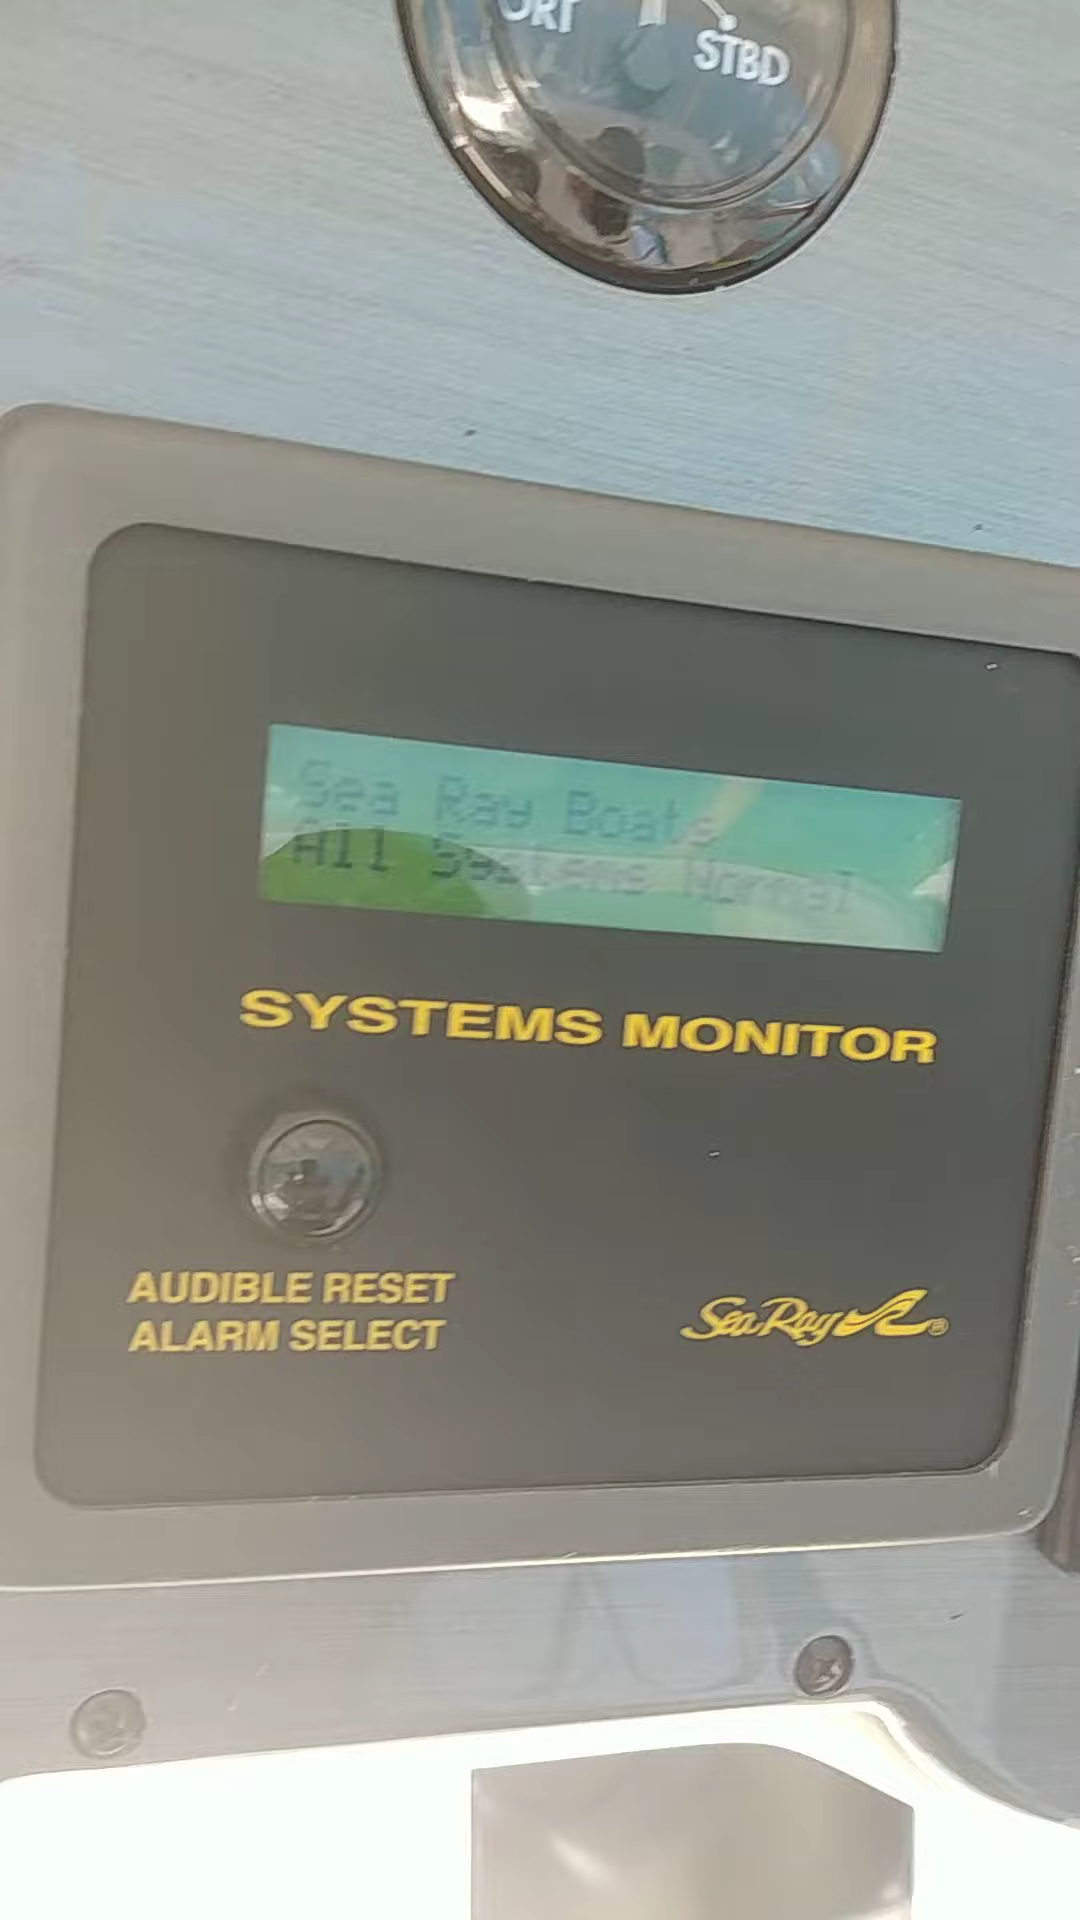 STBD
Sea Ray Boats
All Systems Normal
SYSTEMS MONITOR
AUDIBLE RESET
ALARM SELECT
Sea Ray ®